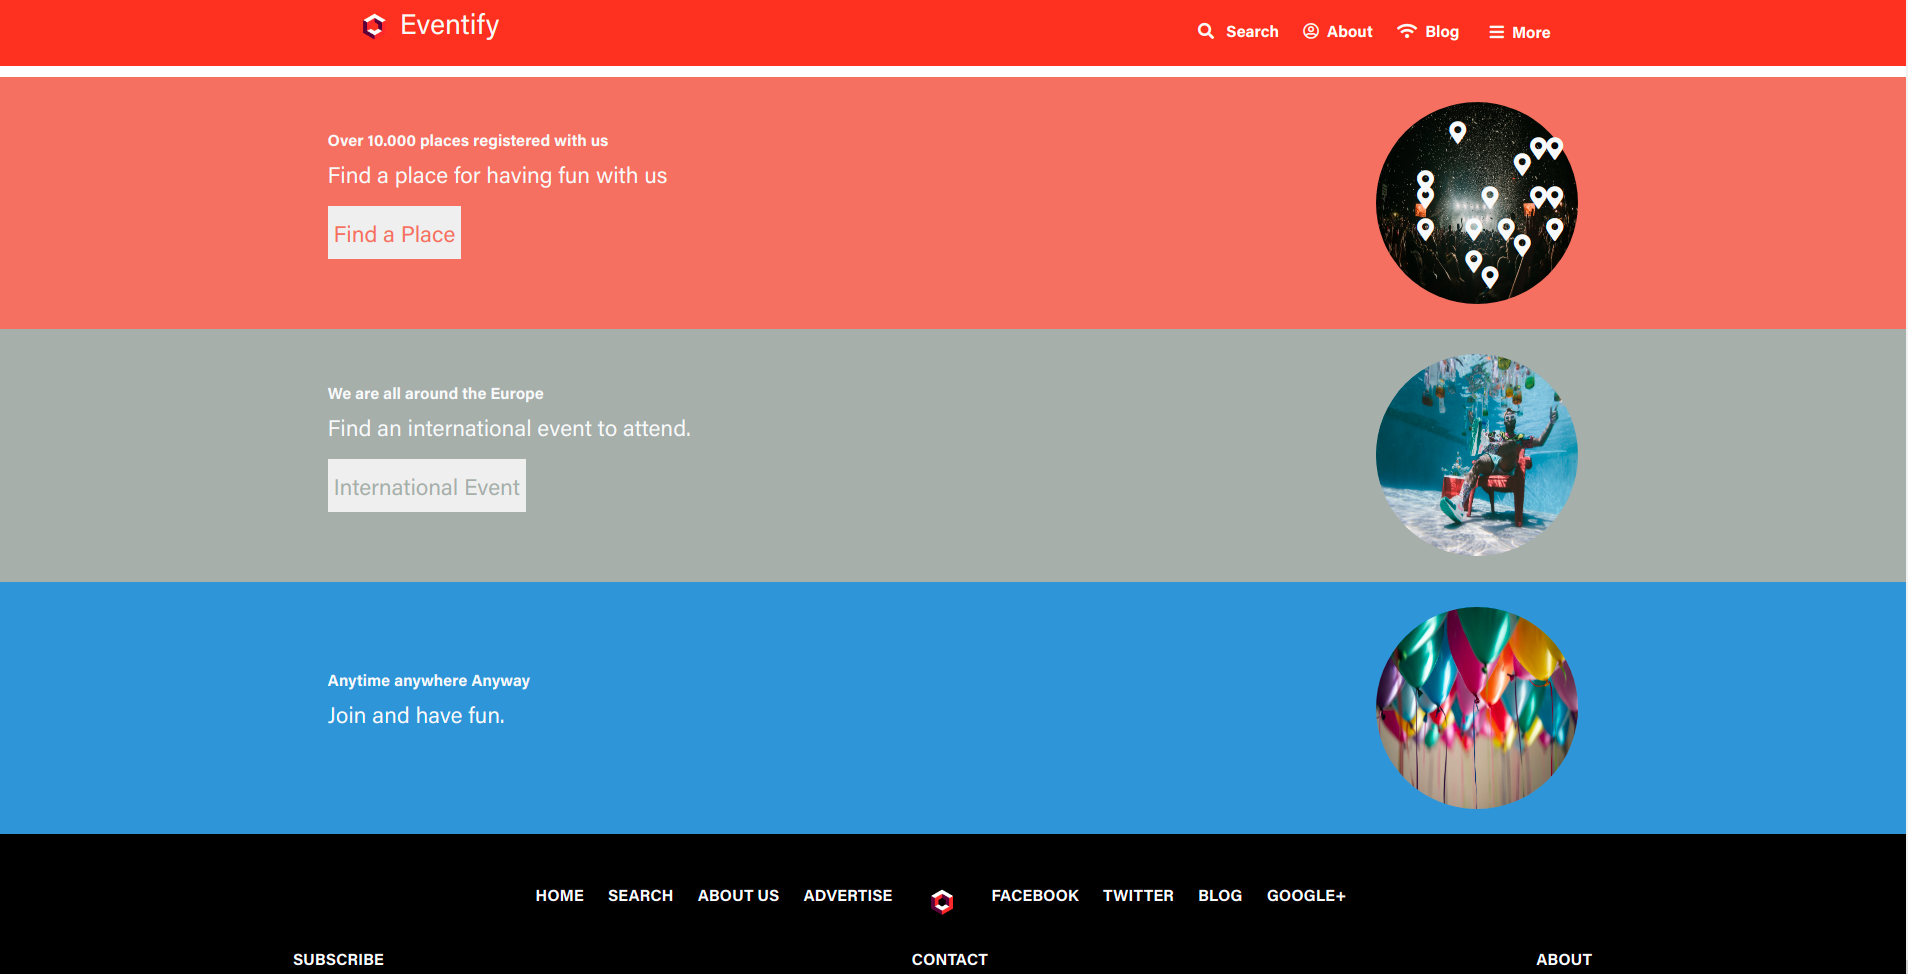 Eventify
Search About Blog More
Over 10.000 places registered with us
Find a place for having fun with us
Find a Place
We are all around the Europe
Find an international event to attend.
International Event
Anytime anywhere Anyway
Join and have fun.
HOME SEARCH ABOUT US ADVERTISE FACEBOOK TWITTER BLOG GOOGLE+
SUBSCRIBE CONTACT ABOUT